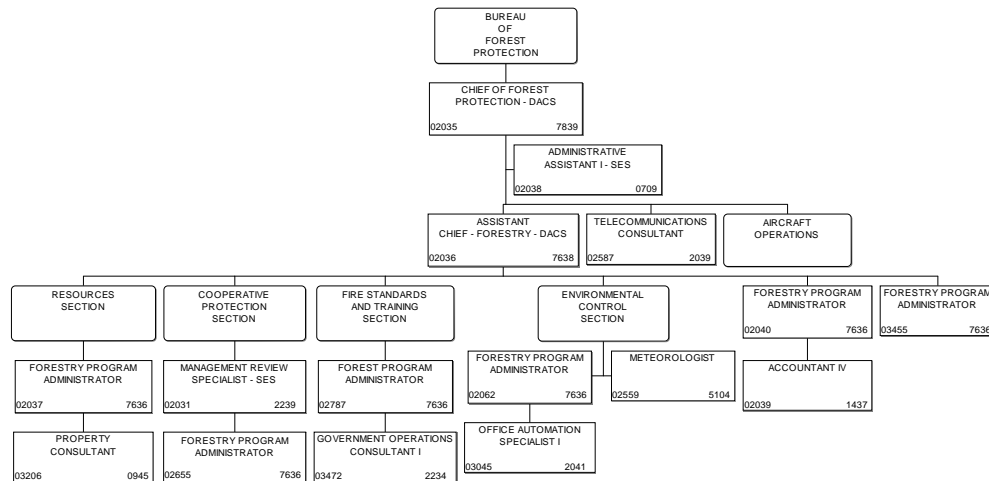 BUREAU
OF
FOREST
PROTECTION
CHIEF OF FOREST
PROTECTION - DACS
02035 7839
ADMINISTRATIVE
ASSISTANT I - SES
02038 0709
ASSISTANT
CHIEF - FORESTRY - DACS
02036 7638
TELECOMMUNICATIONS
CONSULTANT
02587 2039
AIRCRAFT
OPERATIONS
RESOURCES
SECTION
COOPERATIVE
PROTECTION
SECTION
FIRE STANDARDS
AND TRAINING
SECTION
ENVIRONMENTAL
CONTROL
SECTION
FORESTRY PROGRAM
ADMINISTRATOR
02040 7636
FORESTRY PROGRAM
ADMINISTRATOR
03455 7636
FORESTRY PROGRAM
ADMINISTRATOR
02037 7636
MANAGEMENT REVIEW
SPECIALIST - SES
02031 2239
FOREST PROGRAM
ADMINISTRATOR
02787 7636
FORESTRY PROGRAM
ADMINISTRATOR
02062 7636
METEOROLOGIST
02559 5104
ACCOUNTANT IV
02039 1437
PROPERTY
CONSULTANT
03206 0945
FORESTRY PROGRAM
ADMINISTRATOR
02655 7636
GOVERNMENT OPERATIONS
CONSULTANT I
03472 2234
OFFICE AUTOMATION
SPECIALIST I
03045 2041